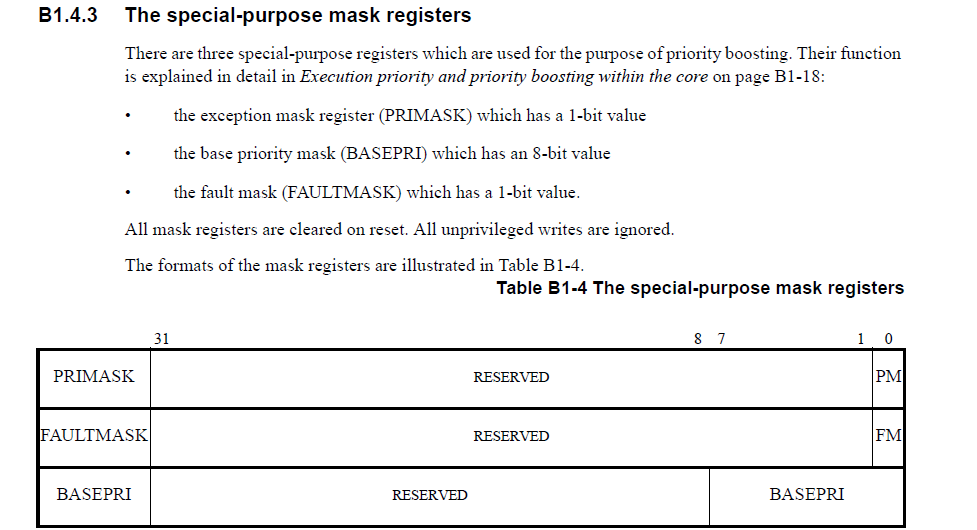 B1.4.3 The special-purpose mask registers
There are three special-purpose registers which are used for the purpose of priority boosting. Their function
is explained in detail in Execution priority and priority boosting within the core on page B1-18:
• the exception mask register (PRIMASK) which has a 1-bit value
• the base priority mask (BASEPRI) which has an 8-bit value
• the fault mask (FAULTMASK) which has a 1-bit value.
All mask registers are cleared on reset. All unprivileged writes are ignored.
The formats of the mask registers are illustrated in Table B1-4.
Table B1-4 The special-purpose mask registers
31 8 7 1 0
PRIMASK RESERVED PM
FAULTMASK RESERVED FM
BASEPRI RESERVED BASEPRI